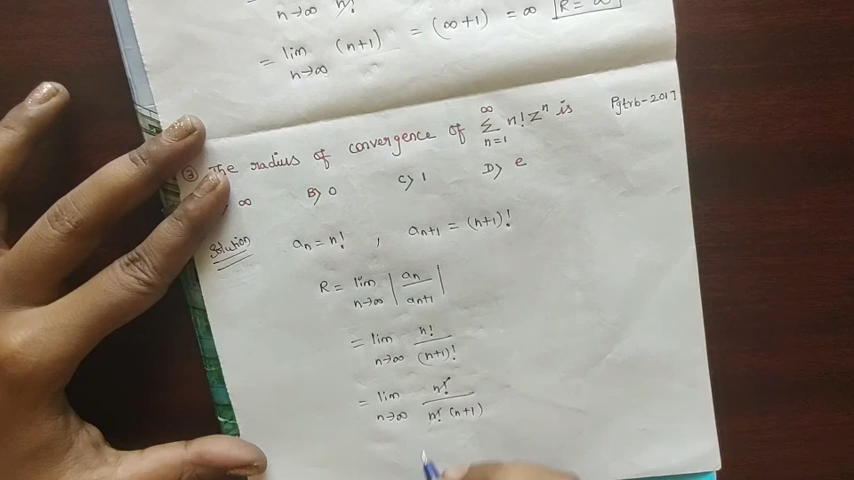 n→∞ n!
= lim (n+1) = (∞+1) = ∞ R = ∞
n→∞
③ The radius of convergence of ∞ Σ n=1 n! Zⁿ is Pgtrb-2017
∞ B) 0 C) 1 D) e
Solution aₙ = n! , aₙ₊₁ = (n+1)!
R = lim n→∞ | aₙ / aₙ₊₁ |
= lim n→∞ n! / (n+1)!
= lim n→∞ n! / n! (n+1)